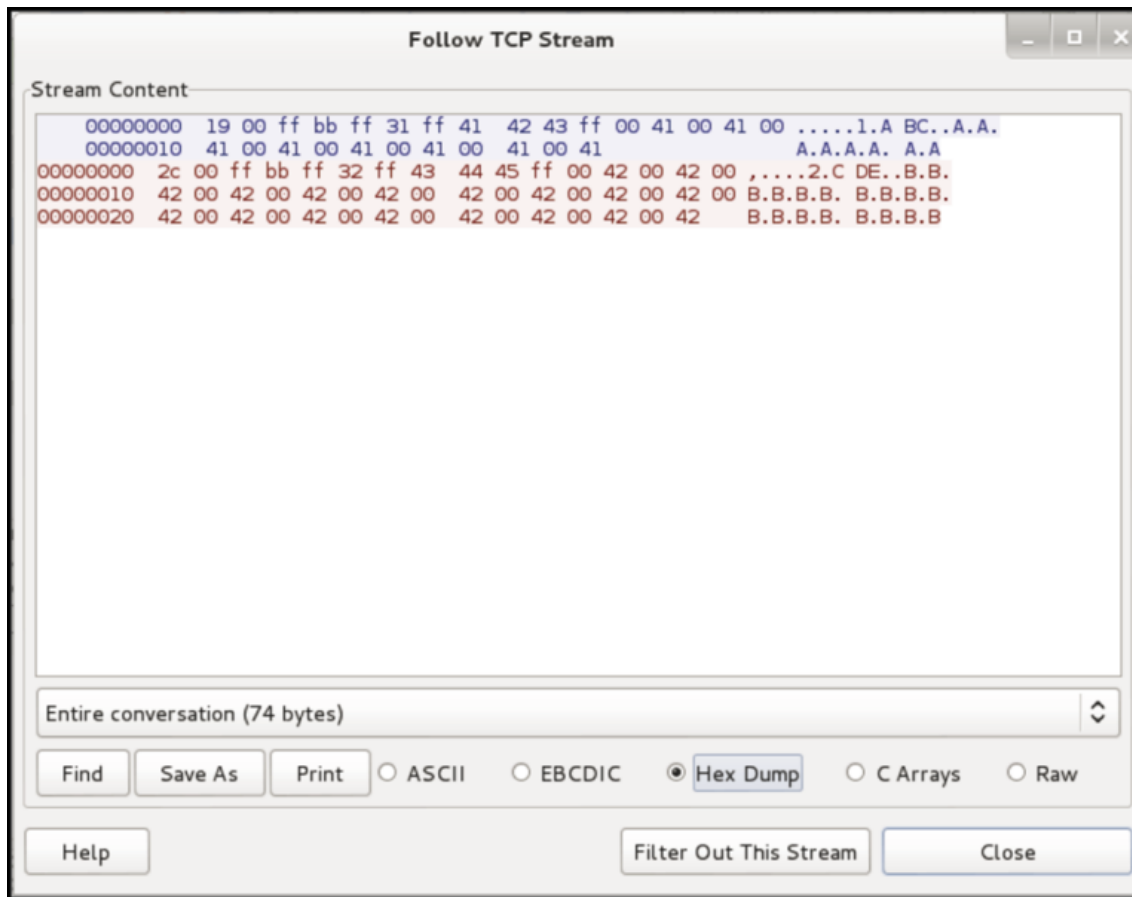 Follow TCP Stream
Stream Content
00000000 19 00 ff bb ff 31 ff 41 42 43 ff 00 41 00 41 00 .....1.A BC..A.A.
00000010 41 00 41 00 41 00 41 00 41 00 41 A.A.A.A. A.A
00000000 2c 00 ff bb ff 32 ff 43 44 45 ff 00 42 00 42 00 ,....2.C DE..B.B.
00000010 42 00 42 00 42 00 42 00 42 00 42 00 42 00 42 00 B.B.B.B. B.B.B.B.
00000020 42 00 42 00 42 00 42 00 42 00 42 00 42 00 42 B.B.B.B. B.B.B.B
Entire conversation (74 bytes)
Find Save As Print ASCII EBCDIC Hex Dump C Arrays Raw
Help Filter Out This Stream Close